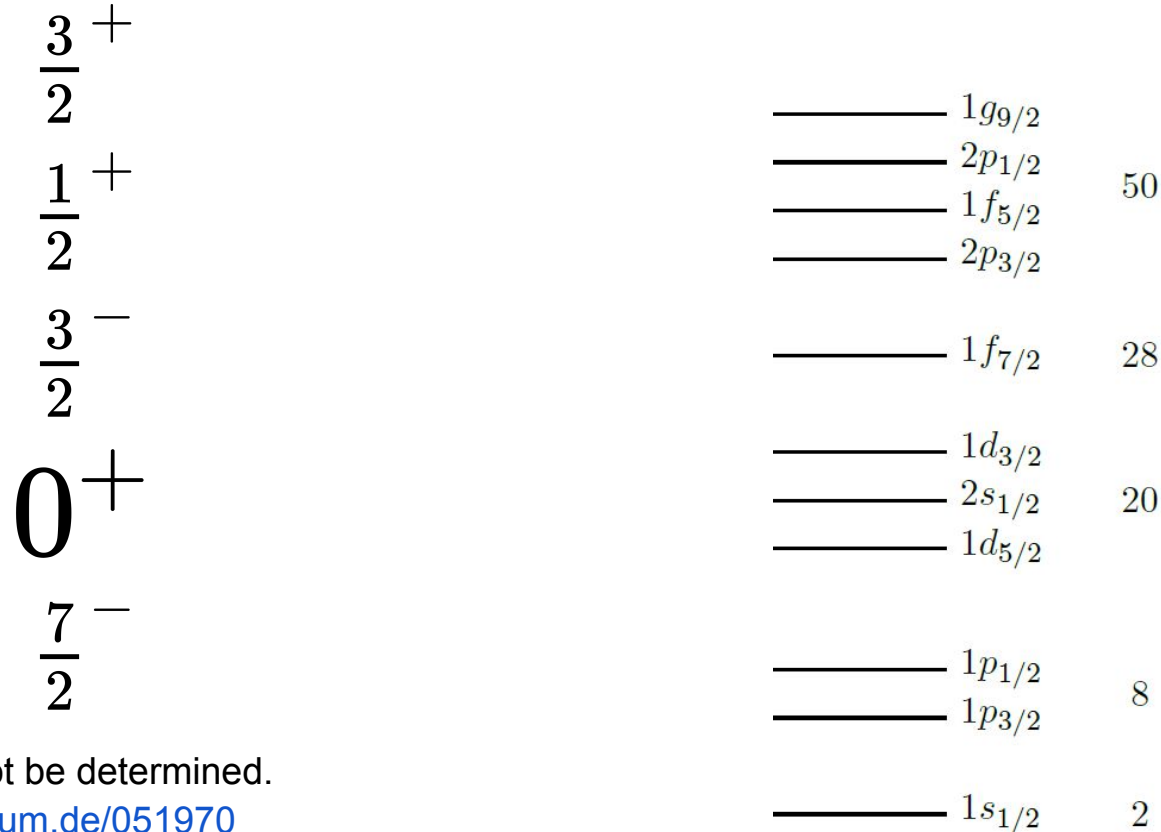 3/2 +
1/2 +
3/2 −
0+
7/2 −
be determined.
um.de/051970
1g9/2
2p1/2
50
1f5/2
2p3/2
1f7/2 28
1d3/2
2s1/2 20
1d5/2
1p1/2
8
1p3/2
1s1/2 2